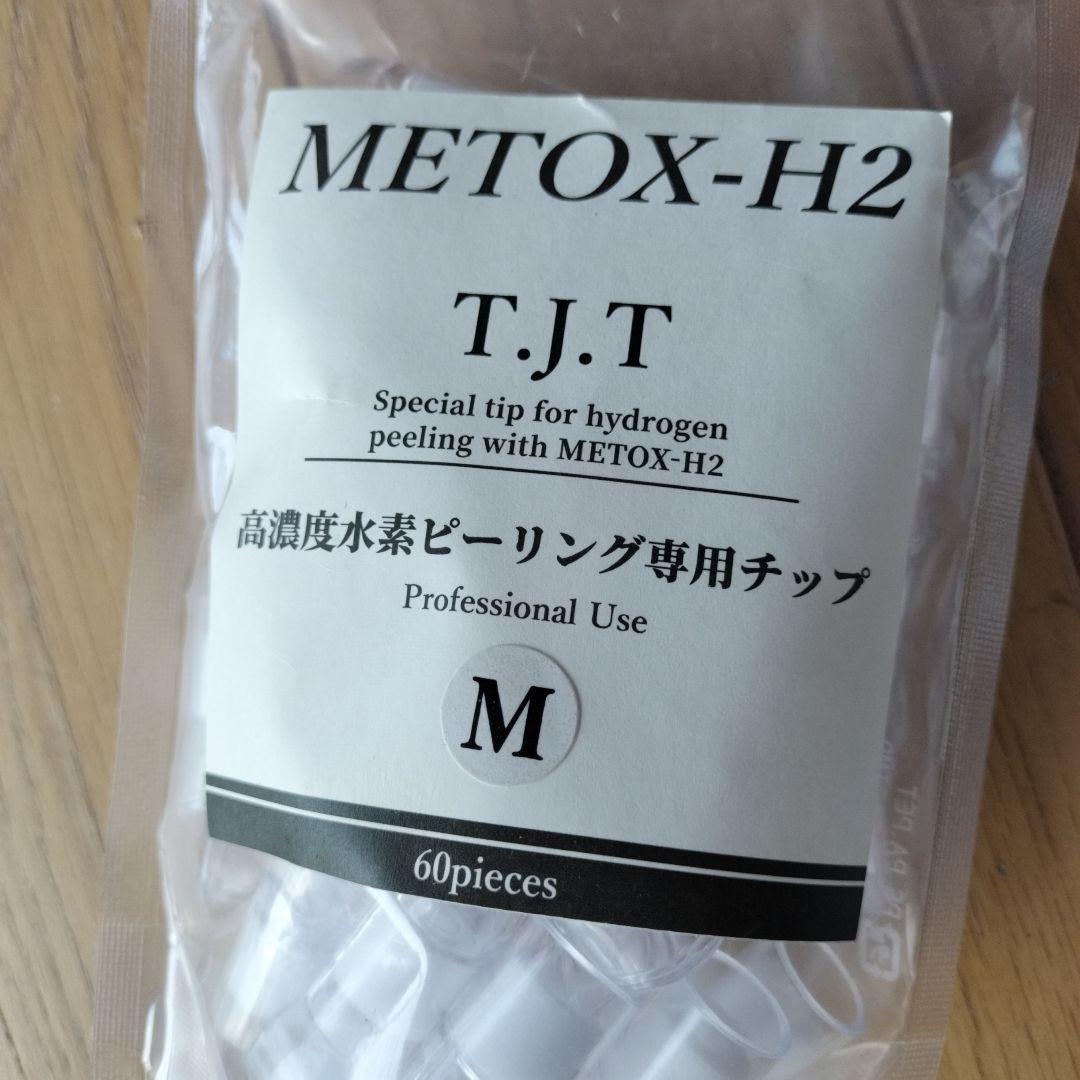 METOX-H2
T.J.T
Special tip for hydrogen
peeling with METOX-H2
高濃度水素ピーリング専用チップ
Professional Use
M
60pieces